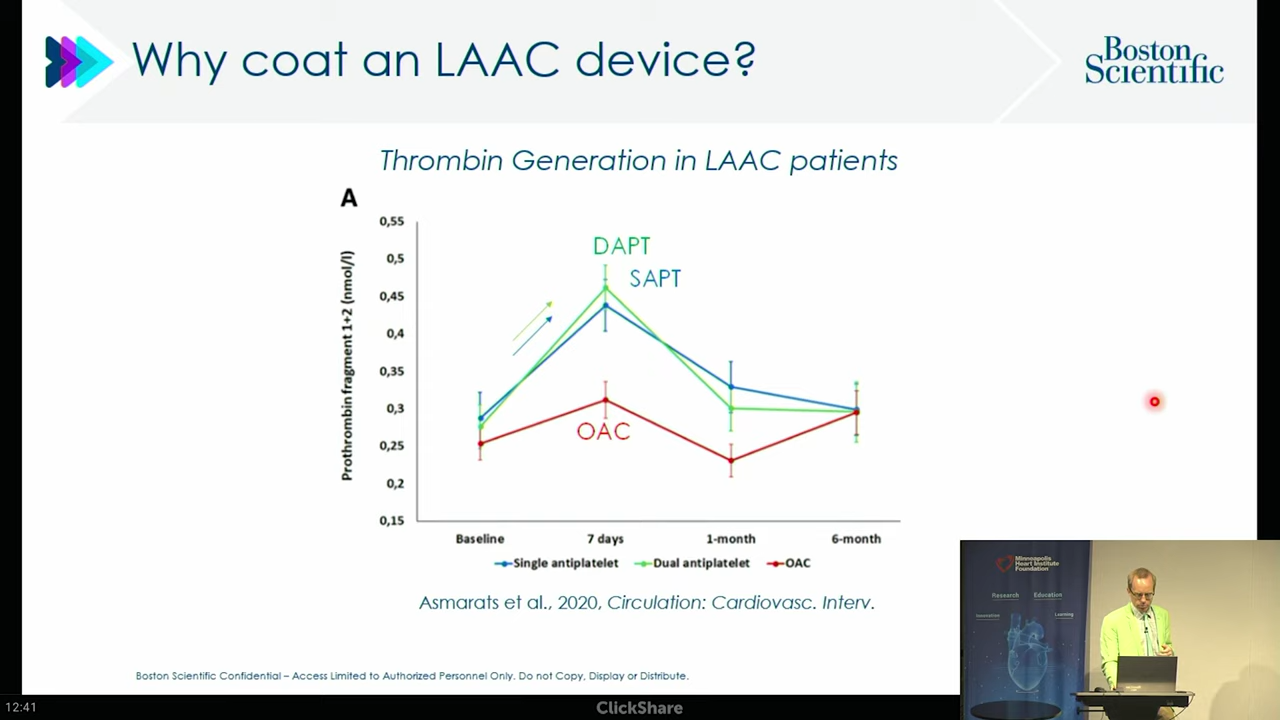 Why coat an LAAC device?
Boston
Scientific
Thrombin Generation in LAAC patients
A
0,55
0,5
0,45
0,4
0,35
0,3
0,25
0,2
0,15
Prothrombin fragment 1+2 (nmol/l)
DAPT
SAPT
OAC
Baseline 7 days 1-month 6-month
Single antiplatelet Dual antiplatelet OAC
Asmarats et al., 2020, Circulation: Cardiovasc. Interv.
Boston Scientific Confidential – Access Limited to Authorized Personnel Only. Do not Copy, Display or Distribute.
Minneapolis
Heart Institute
Foundation
Research Education
Innovation Learning
12:41
ClickShare